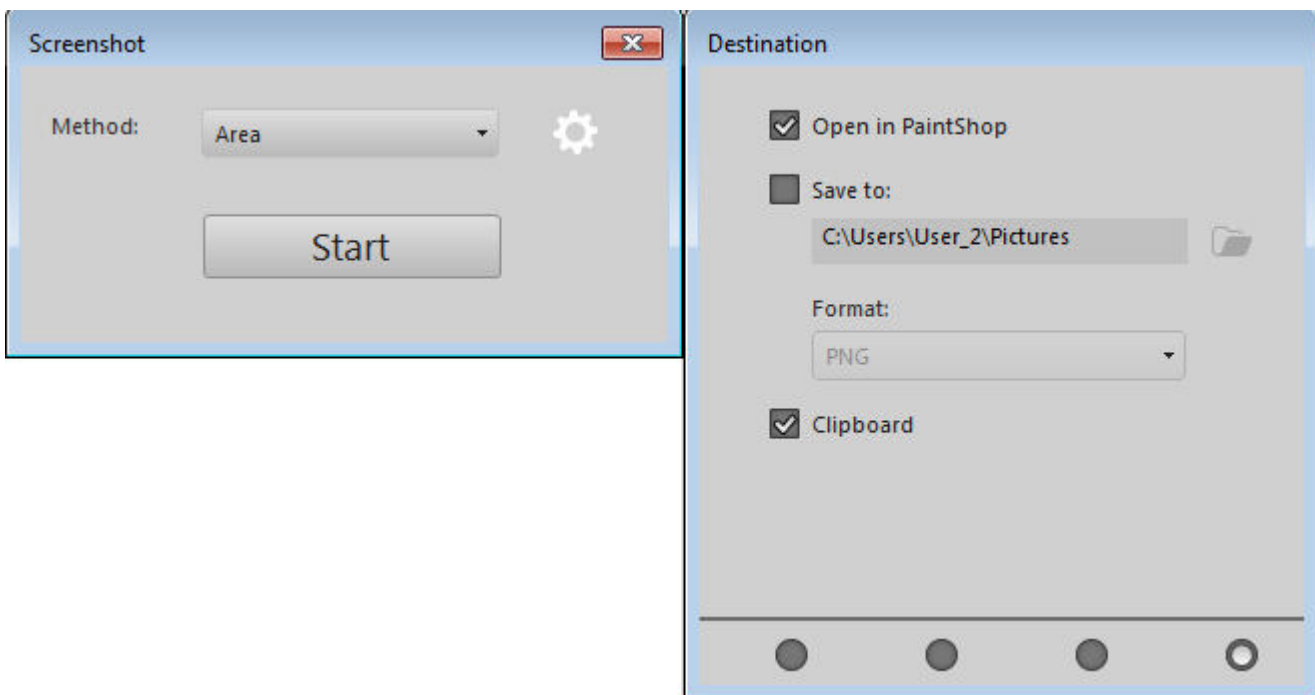 Screenshot
Method:
Area
Start
Destination
Open in PaintShop
Save to:
C:\Users\User_2\Pictures
Format:
PNG
Clipboard